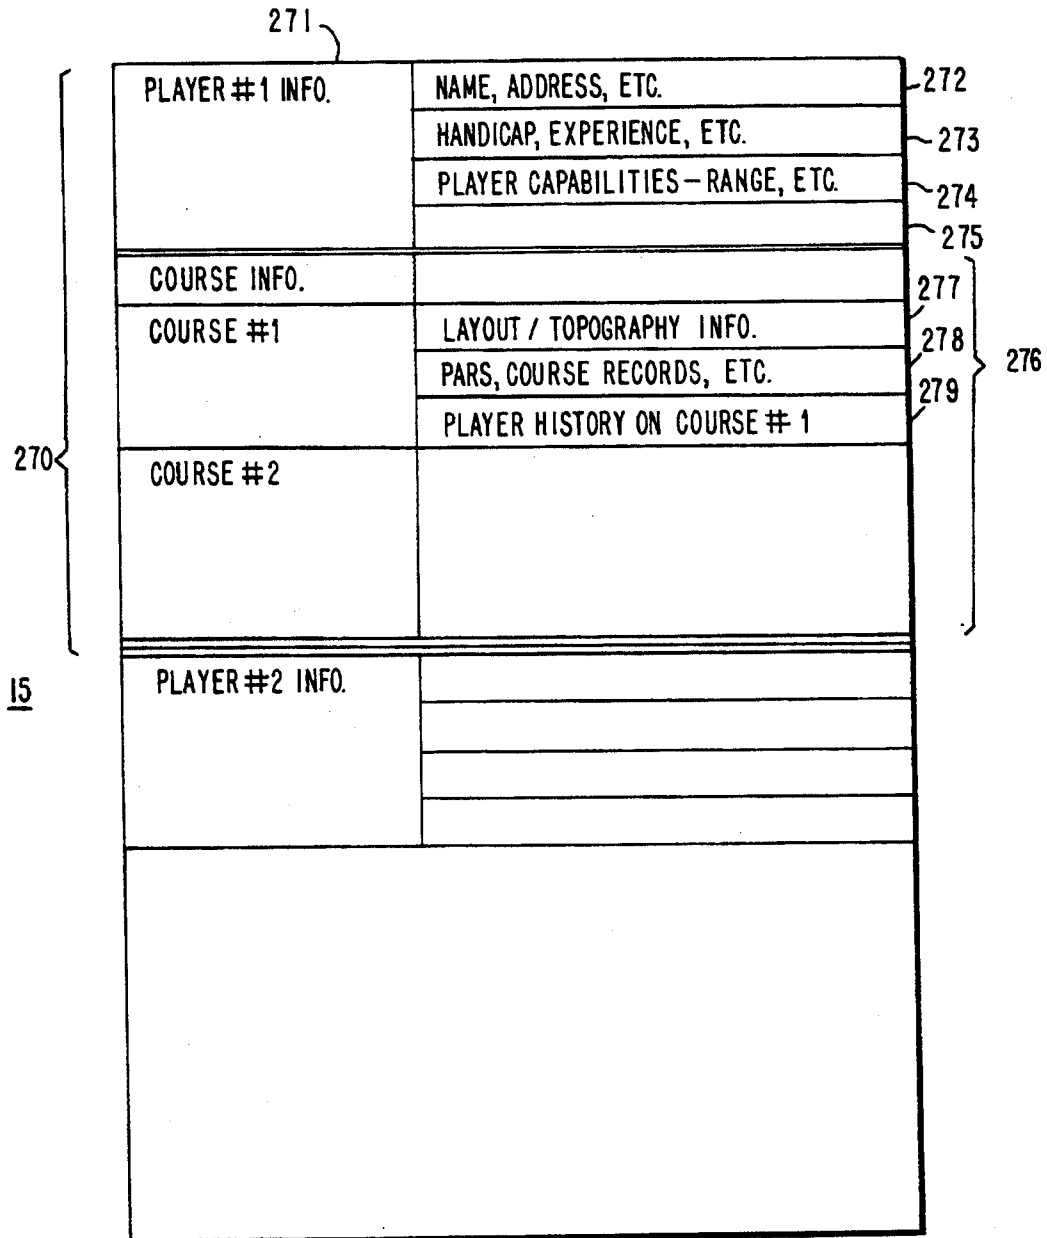 271
PLAYER #1 INFO.
NAME, ADDRESS, ETC.
272
HANDICAP, EXPERIENCE, ETC.
273
PLAYER CAPABILITIES - RANGE, ETC.
274
275
COURSE INFO.
277
COURSE #1
LAYOUT / TOPOGRAPHY INFO.
278
276
PARS, COURSE RECORDS, ETC.
279
PLAYER HISTORY ON COURSE # 1
270
COURSE #2
PLAYER #2 INFO.
15